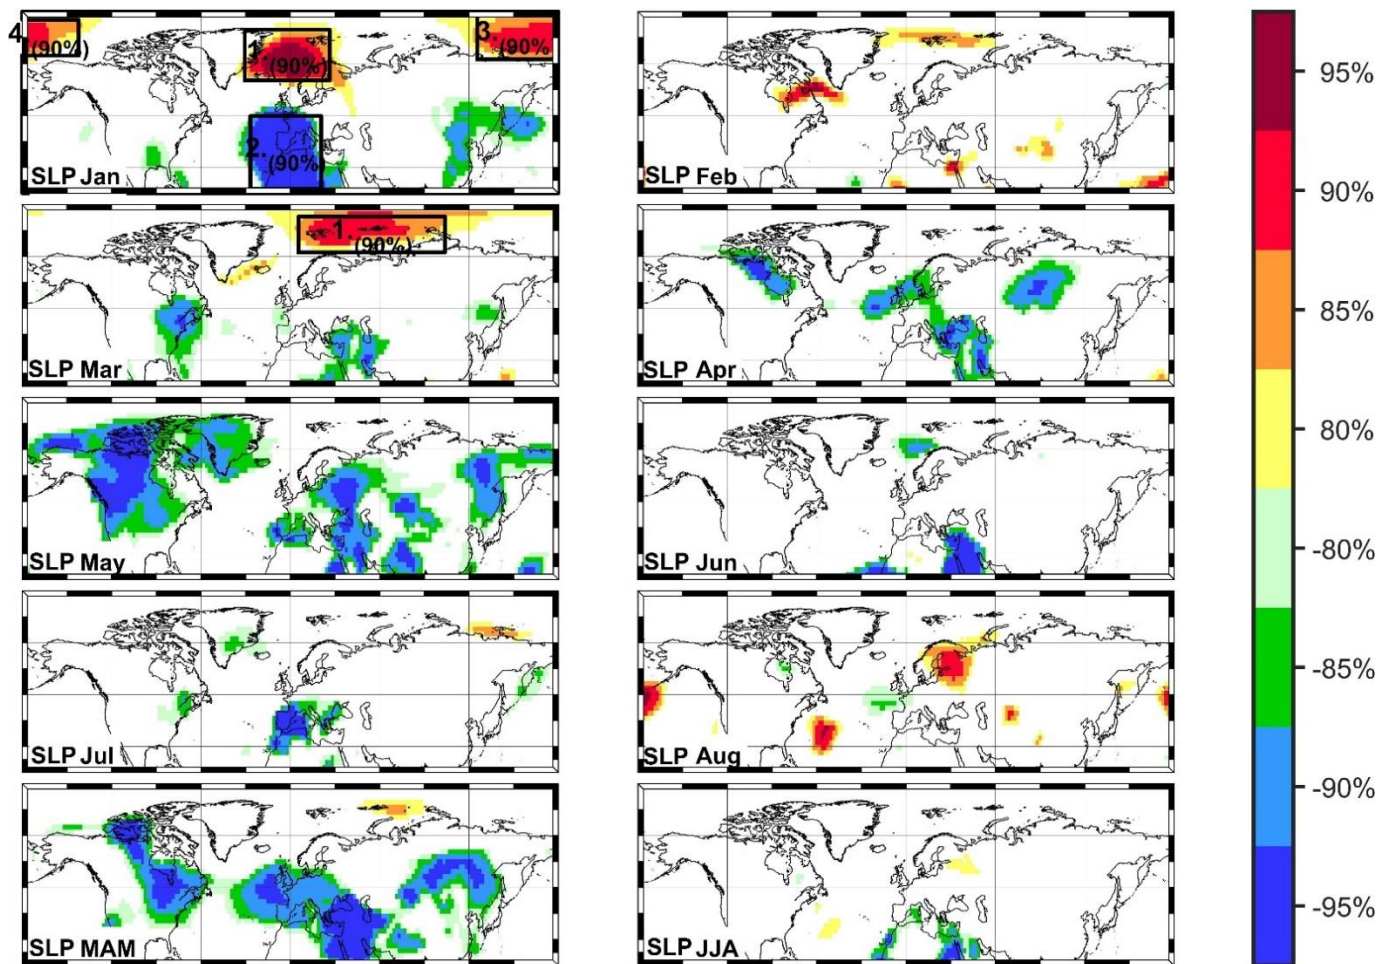 4.
(90%)
1.
(90%)
3.
(90%
2.
(90%
SLP Jan
SLP Feb
1.
(90%)
SLP Mar
SLP Apr
SLP May
SLP Jun
SLP Jul
SLP Aug
SLP MAM
SLP JJA
95%
90%
85%
80%
-80%
-85%
-90%
-95%